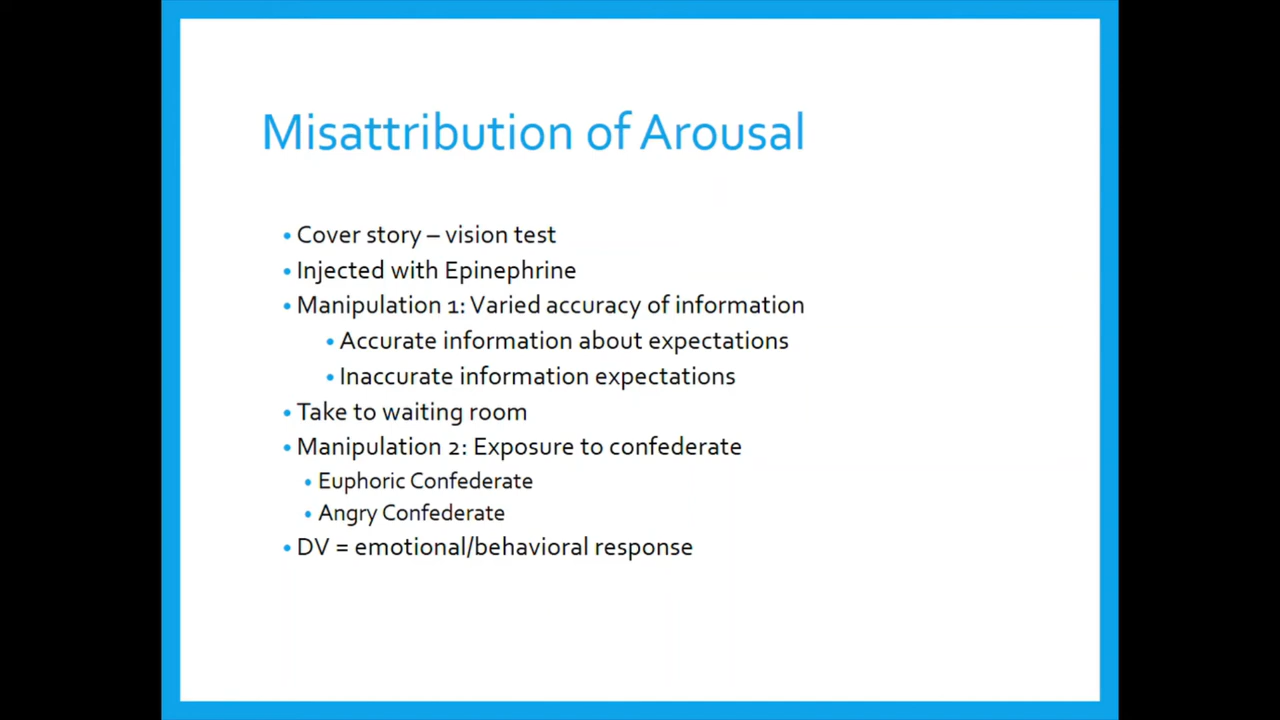 Misattribution of Arousal
• Cover story – vision test
• Injected with Epinephrine
• Manipulation 1: Varied accuracy of information
• Accurate information about expectations
• Inaccurate information expectations
• Take to waiting room
• Manipulation 2: Exposure to confederate
• Euphoric Confederate
• Angry Confederate
• DV = emotional/behavioral response